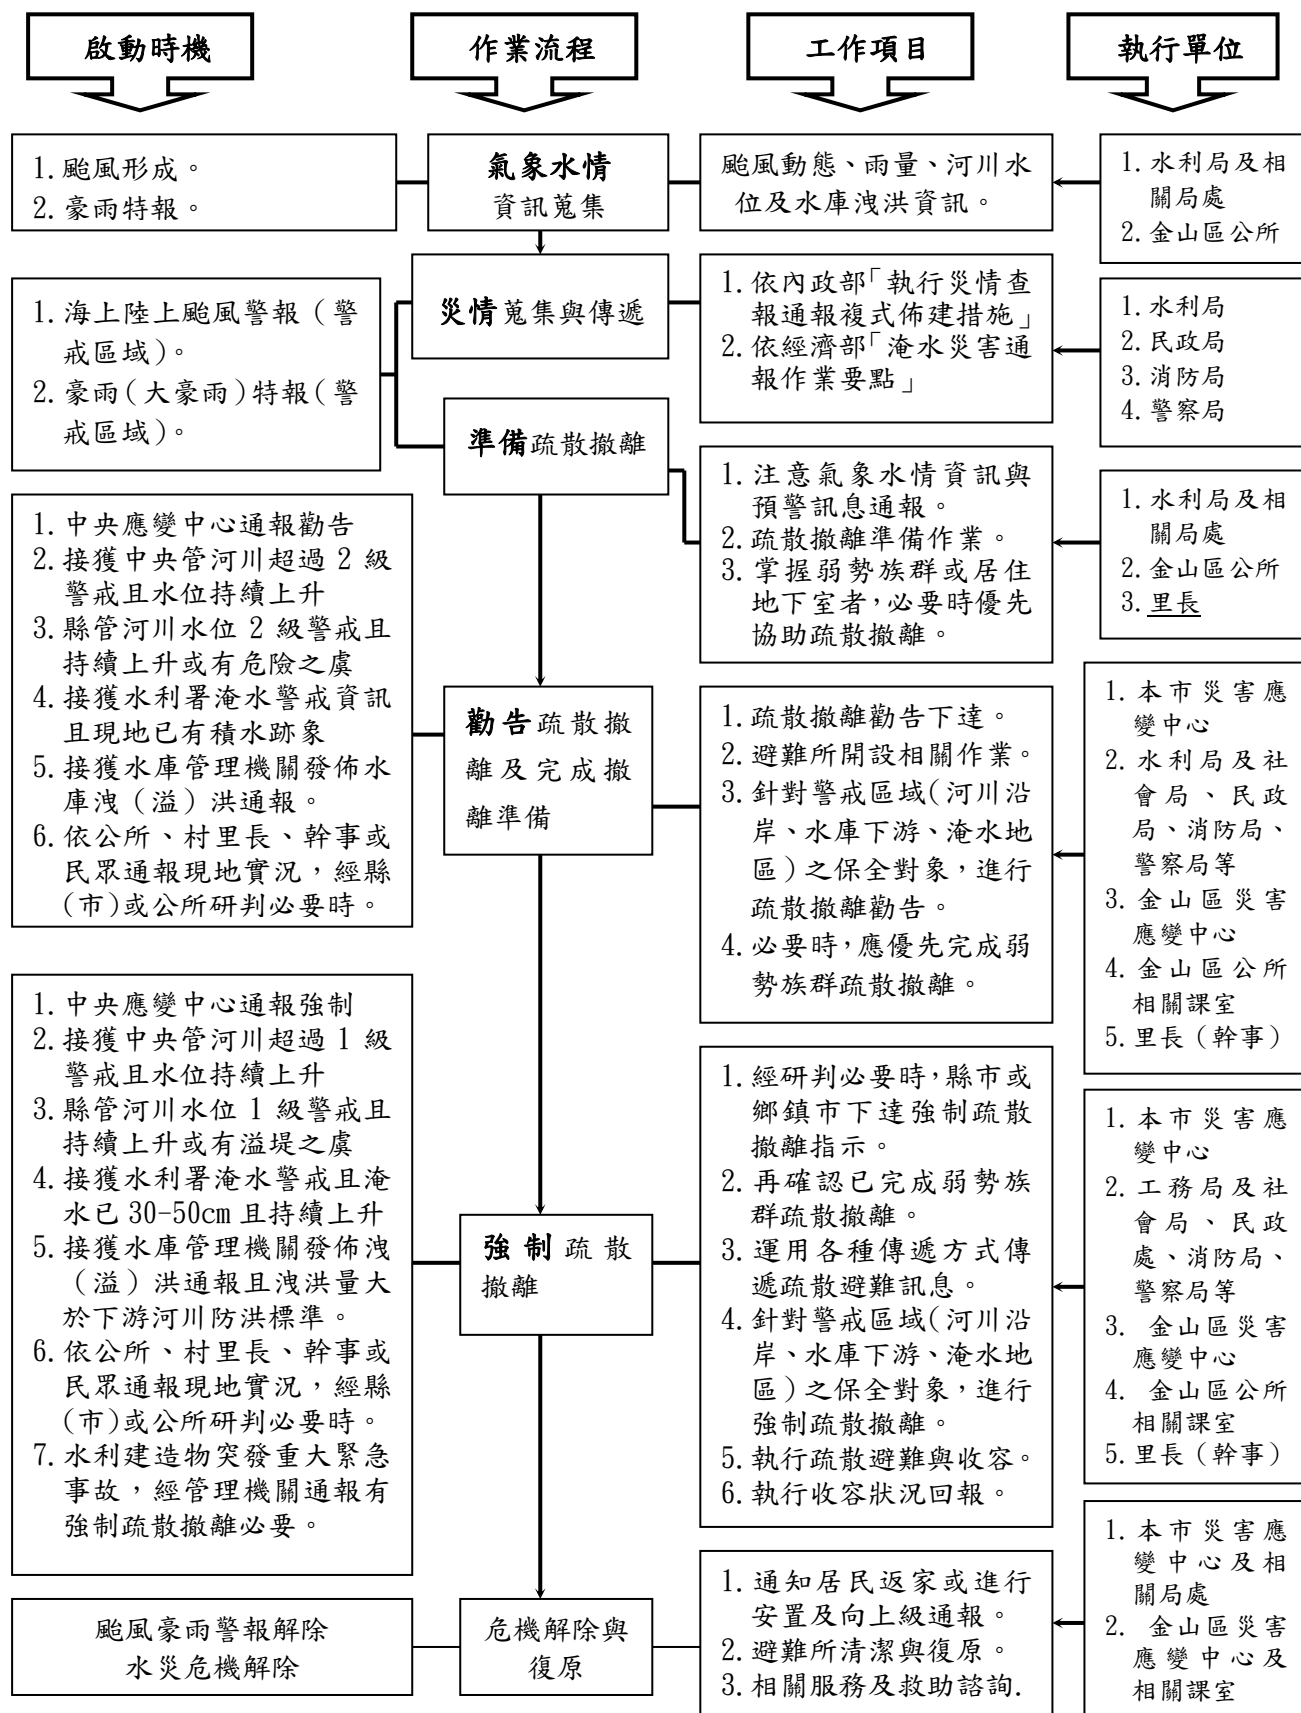 啟動時機
作業流程
工作項目
執行單位
1. 颱風形成。
2. 豪雨特報。
氣象水情
資訊蒐集
颱風動態、雨量、河川水
位及水庫洩洪資訊。
1. 水利局及相
關局處
2. 金山區公所
1. 海上陸上颱風警報（警
戒區域）。
2. 豪雨(大豪雨)特報(警
戒區域)。
災情蒐集與傳遞
1. 依內政部「執行災情查
報通報複式佈建措施」
2. 依經濟部「淹水災害通
報作業要點」
1. 水利局
2. 民政局
3. 消防局
4. 警察局
準備疏散撤離
1. 注意氣象水情資訊與
預警訊息通報。
2. 疏散撤離準備作業。
3. 掌握弱勢族群或居住
地下室者，必要時優先
協助疏散撤離。
1. 水利局及相
關局處
2. 金山區公所
3. 里長
1. 中央應變中心通報勸告
2. 接獲中央管河川超過 2 級
警戒且水位持續上升
3. 縣管河川水位 2 級警戒且
持續上升或有危險之虞
4. 接獲水利署淹水警戒資訊
且現地已有積水跡象
5. 接獲水庫管理機關發佈水
庫洩（溢）洪通報。
6. 依公所、村里長、幹事或
民眾通報現地實況，經縣
(市)或公所研判必要時。
勸告疏散撤
離及完成撤
離準備
1. 疏散撤離勸告下達。
2. 避難所開設相關作業。
3. 針對警戒區域(河川沿
岸、水庫下游、淹水地
區)之保全對象，進行
疏散撤離勸告。
4. 必要時，應優先完成弱
勢族群疏散撤離。
1. 本市災害應
變中心
2. 水利局及社
會局、民政
局、消防局、
警察局等
3. 金山區災害
應變中心
4. 金山區公所
相關課室
5. 里長（幹事）
1. 中央應變中心通報強制
2. 接獲中央管河川超過 1 級
警戒且水位持續上升
3. 縣管河川水位 1 級警戒且
持續上升或有溢堤之虞
4. 接獲水利署淹水警戒且淹
水已 30-50cm 且持續上升
5. 接獲水庫管理機關發佈洩
（溢）洪通報且洩洪量大
於下游河川防洪標準。
6. 依公所、村里長、幹事或
民眾通報現地實況，經縣
(市)或公所研判必要時。
7. 水利建造物突發重大緊急
事故，經管理機關通報有
強制疏散撤離必要。
強制疏散
撤離
1. 經研判必要時，縣市或
鄉鎮市下達強制疏散
撤離指示。
2. 再確認已完成弱勢族
群疏散撤離。
3. 運用各種傳遞方式傳
遞疏散避難訊息。
4. 針對警戒區域(河川沿
岸、水庫下游、淹水地
區)之保全對象，進行
強制疏散撤離。
5. 執行疏散避難與收容。
6. 執行收容狀況回報。
1. 本市災害應
變中心
2. 工務局及社
會局、民政
處、消防局、
警察局等
3. 金山區災害
應變中心
4. 金山區公所
相關課室
5. 里長（幹事）
颱風豪雨警報解除
水災危機解除
危機解除與
復原
1. 通知居民返家或進行
安置及向上級通報。
2. 避難所清潔與復原。
3. 相關服務及救助諮詢.
1. 本市災害應
變中心及相
關局處
2. 金山區災害
應變中心及
相關課室